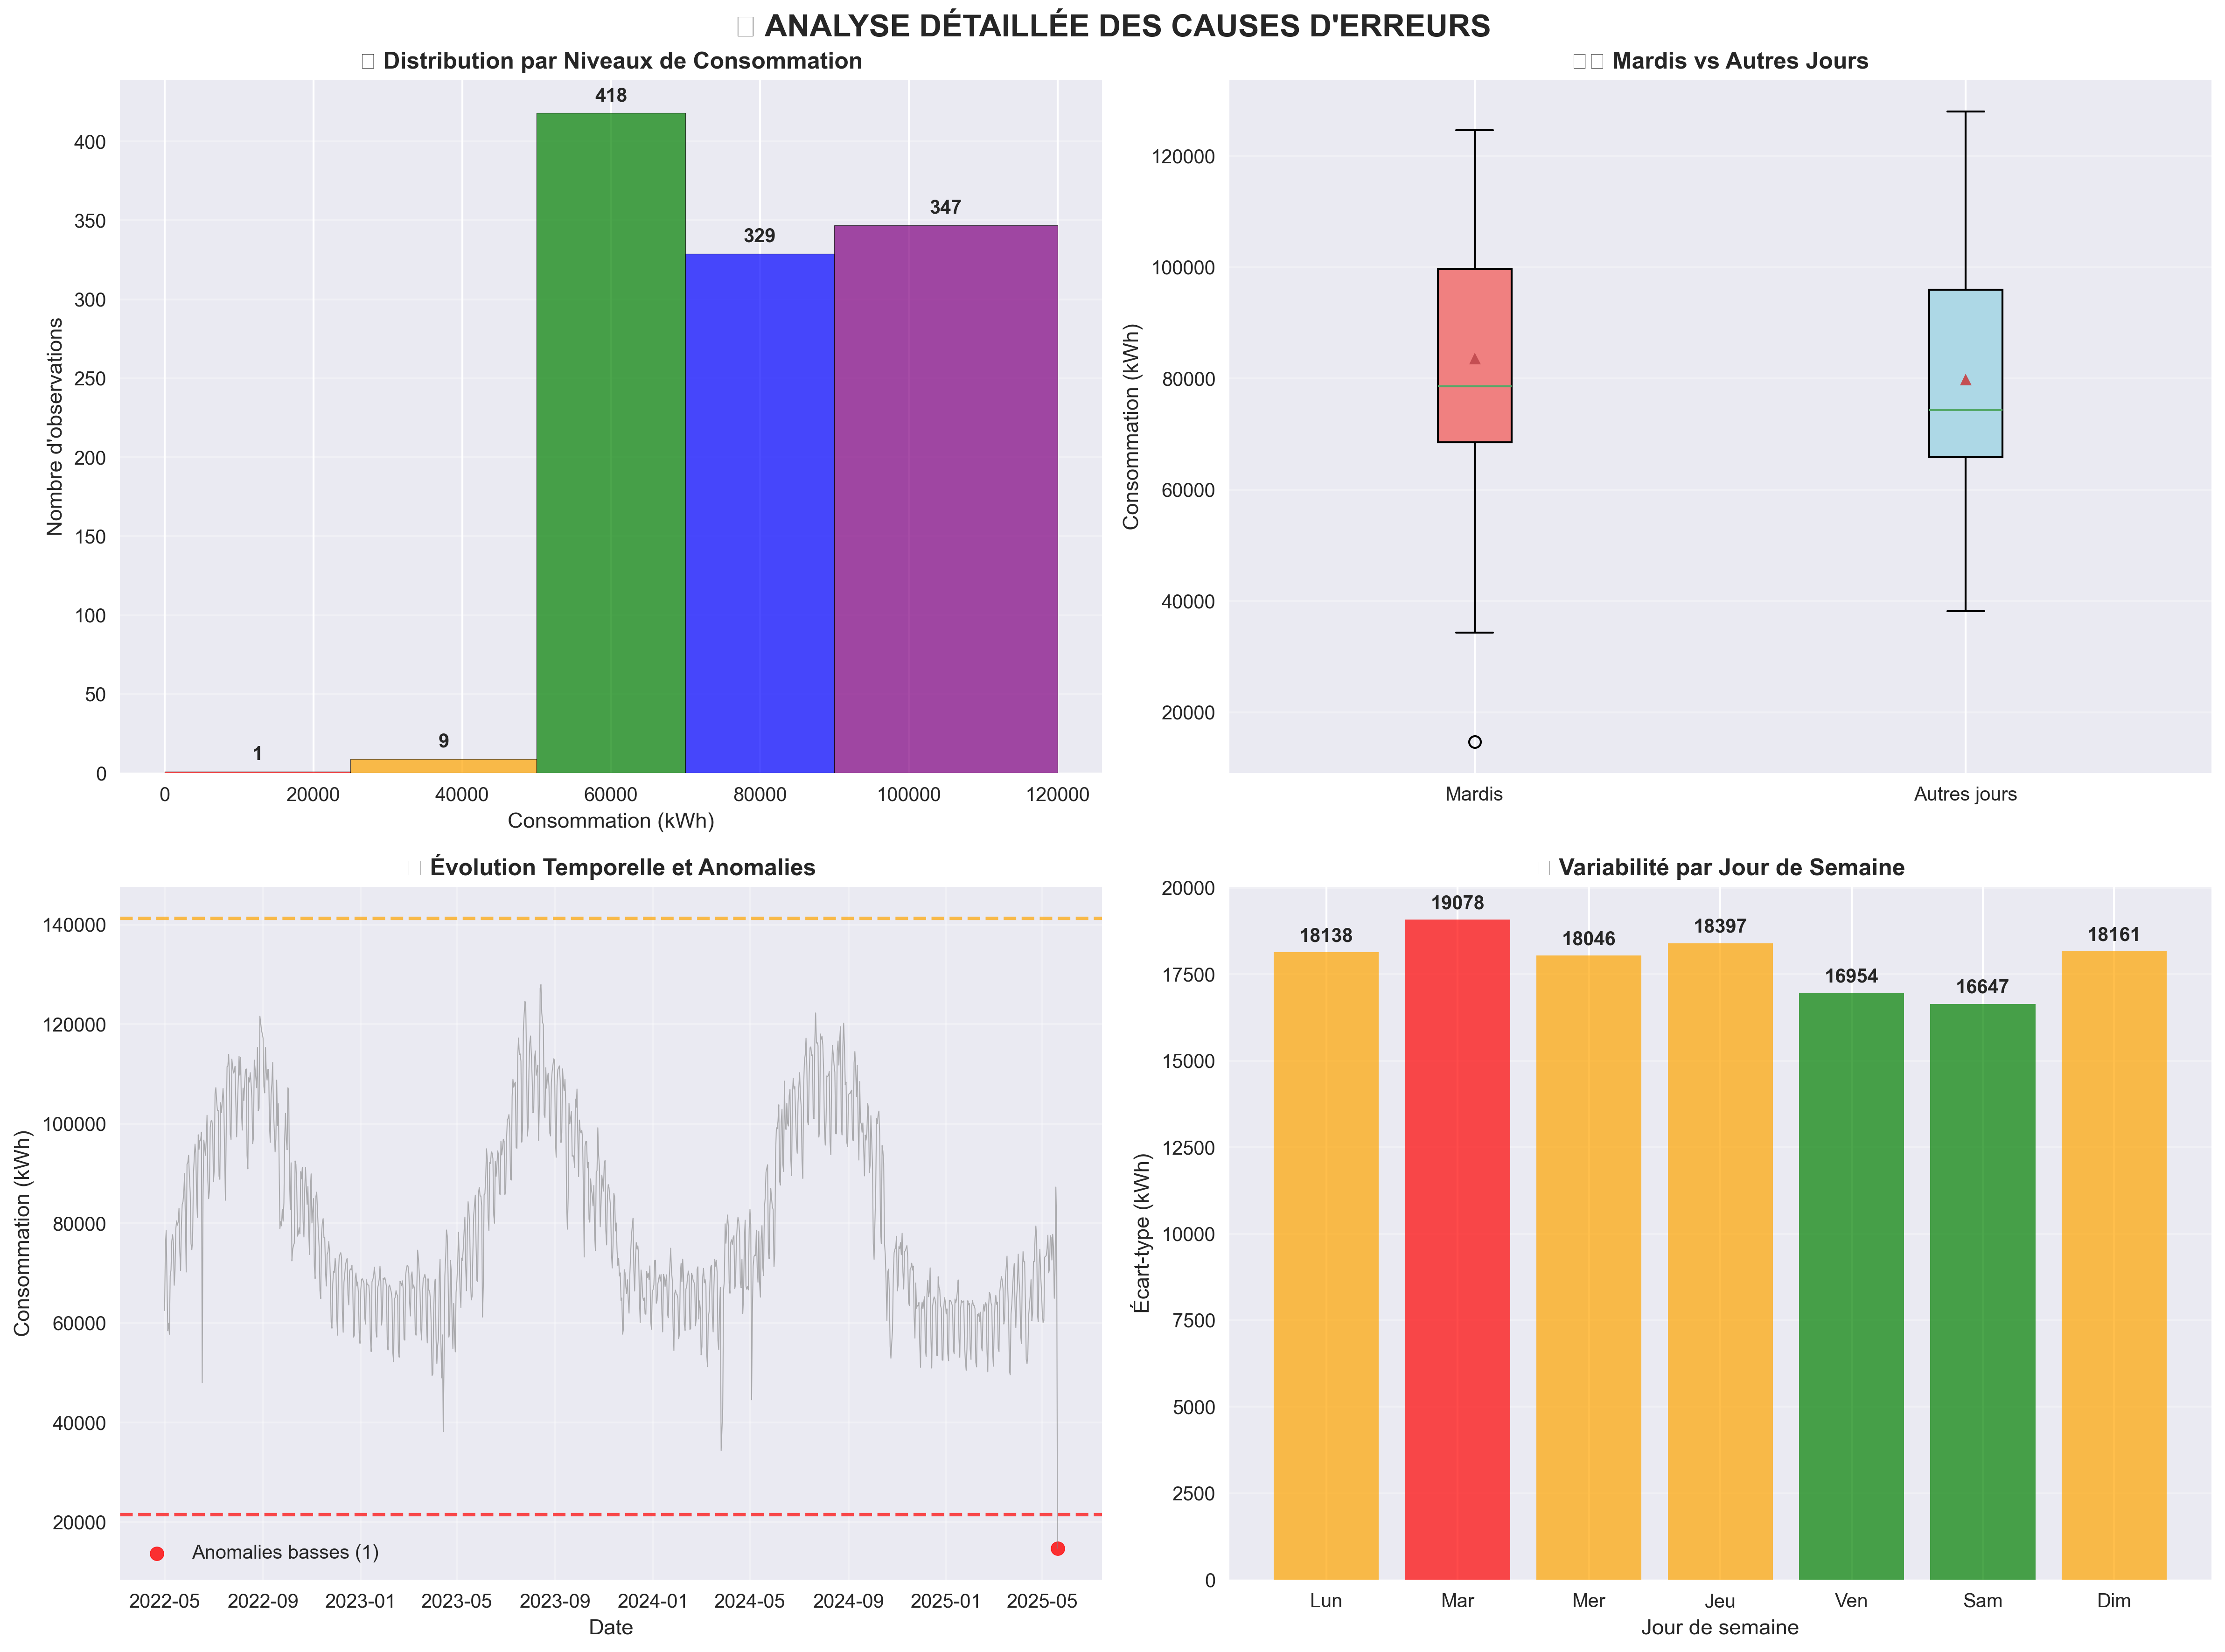 ANALYSE DÉTAILLÉE DES CAUSES D'ERREURS
Distribution par Niveaux de Consommation
418
347
329
9
1
400
350
300
250
200
150
100
50
0
Nombre d'observations
0 20000 40000 60000 80000 100000 120000
Consommation (kWh)
Mardis vs Autres Jours
120000
100000
80000
60000
40000
20000
Consommation (kWh)
Mardis Autres jours
Évolution Temporelle et Anomalies
140000
120000
100000
80000
60000
40000
20000
Consommation (kWh)
Anomalies basses (1)
2022-05 2022-09 2023-01 2023-05 2023-09 2024-01 2024-05 2024-09 2025-01 2025-05
Date
Variabilité par Jour de Semaine
20000
17500
15000
12500
10000
7500
5000
2500
0
Écart-type (kWh)
18138 19078 18046 18397 16954 16647 18161
Lun Mar Mer Jeu Ven Sam Dim
Jour de semaine